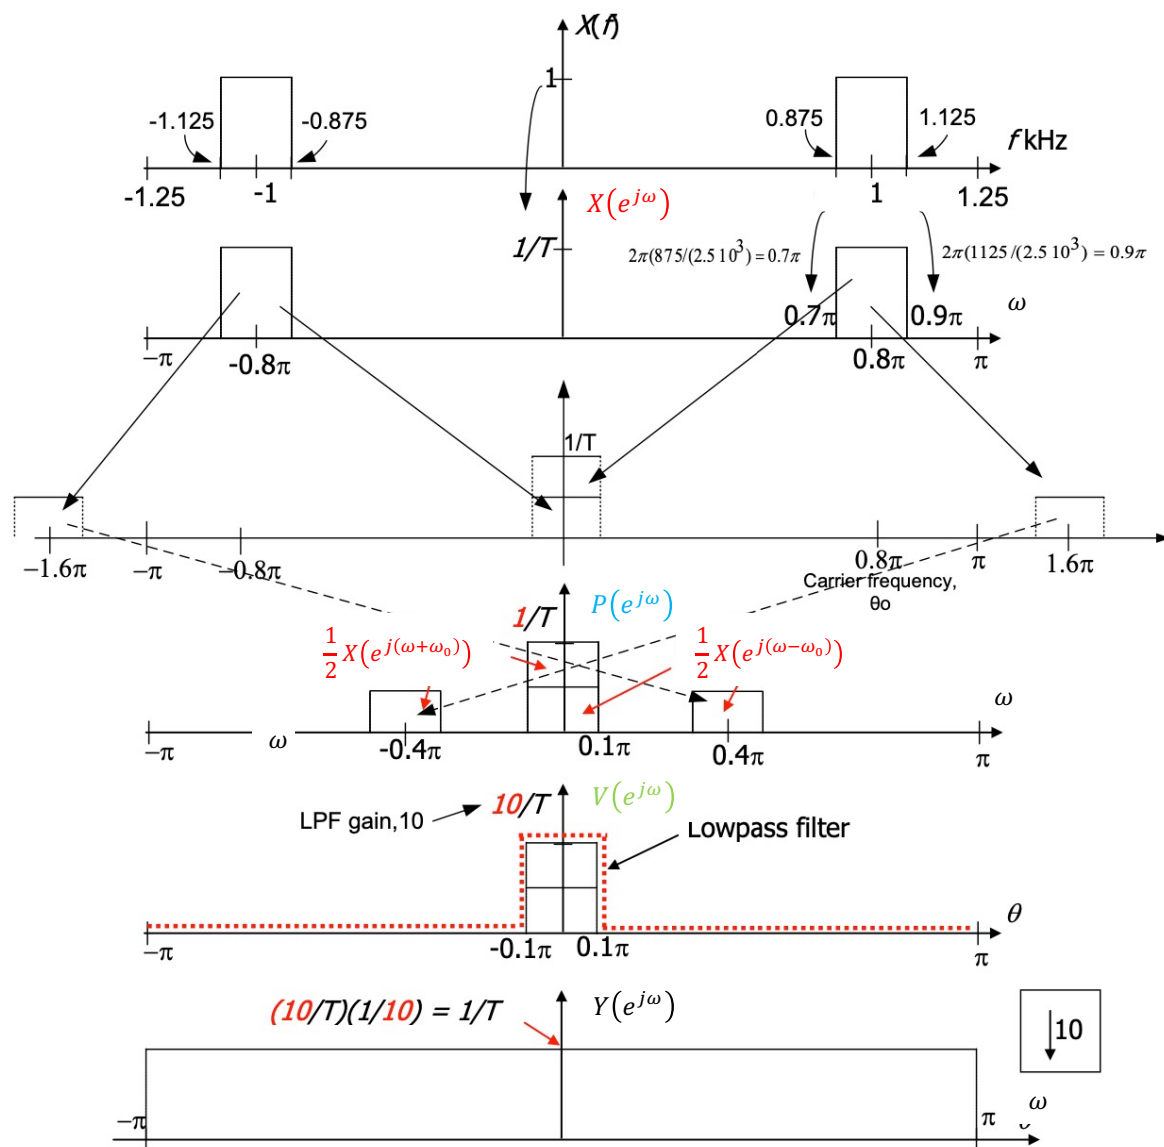 X(f)
1
-1.125
-0.875
0.875
1.125
f kHz
-1.25
-1
1
1.25
X(e^{jω})
1/T
2π(875/(2.5 10^3) = 0.7π
2π(1125/(2.5 10^3) = 0.9π
0.7π
0.9π
ω
−π
-0.8π
0.8π
π
1/T
−1.6π
−π
−0.8π
0.8π
π
1.6π
Carrier frequency,
θo
1/T
P(e^{jω})
1/2 X(e^{j(ω+ω₀)})
1/2 X(e^{j(ω−ω₀)})
ω
−π
ω
-0.4π
0.1π
0.4π
π
LPF gain,10
10/T
V(e^{jω})
Lowpass filter
θ
−π
-0.1π
0.1π
π
(10/T)(1/10) = 1/T
Y(e^{jω})
↓10
−π
π
ω